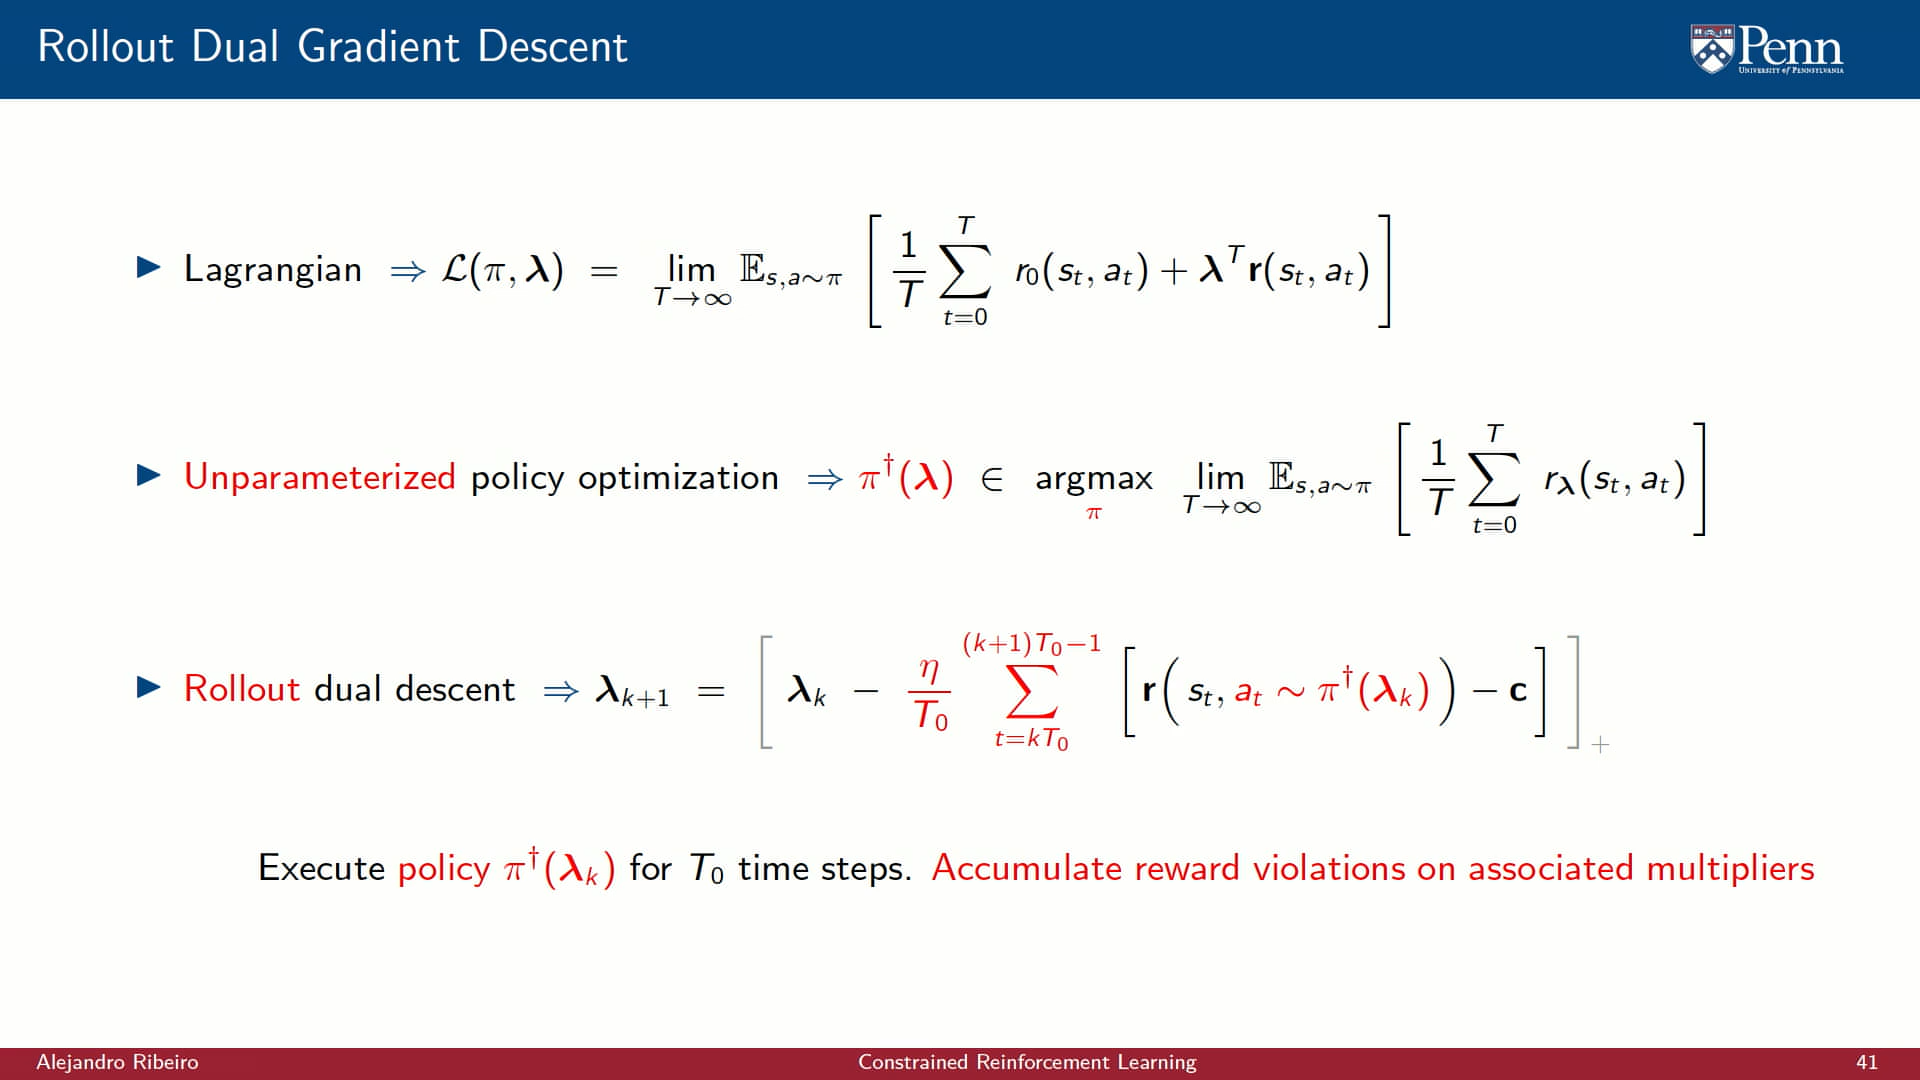 Rollout Dual Gradient Descent
Penn
University of Pennsylvania
▶ Lagrangian ⇒ ℒ(π, λ) = lim_{T→∞} 𝔼_{s,a∼π} [ 1/T ∑_{t=0}^{T} r₀(s_t, a_t) + λ^T r(s_t, a_t) ]
▶ Unparameterized policy optimization ⇒ π†(λ) ∈ argmax_π lim_{T→∞} 𝔼_{s,a∼π} [ 1/T ∑_{t=0}^{T} r_λ(s_t, a_t) ]
▶ Rollout dual descent ⇒ λ_{k+1} = [ λ_k − η/T₀ ∑_{t=kT₀}^{(k+1)T₀−1} [ r( s_t, a_t ∼ π†(λ_k) ) − c ] ]_+
Execute policy π†(λ_k) for T₀ time steps. Accumulate reward violations on associated multipliers
Alejandro Ribeiro
Constrained Reinforcement Learning
41